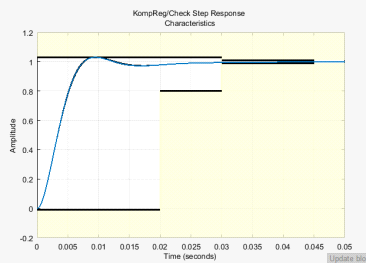 KompReg/Check Step Response
Characteristics
1.2
1
0.8
0.6
0.4
0.2
0
-0.2
Amplitude
0 0.005 0.01 0.015 0.02 0.025 0.03 0.035 0.04 0.045 0.05
Time (seconds)
Update blo